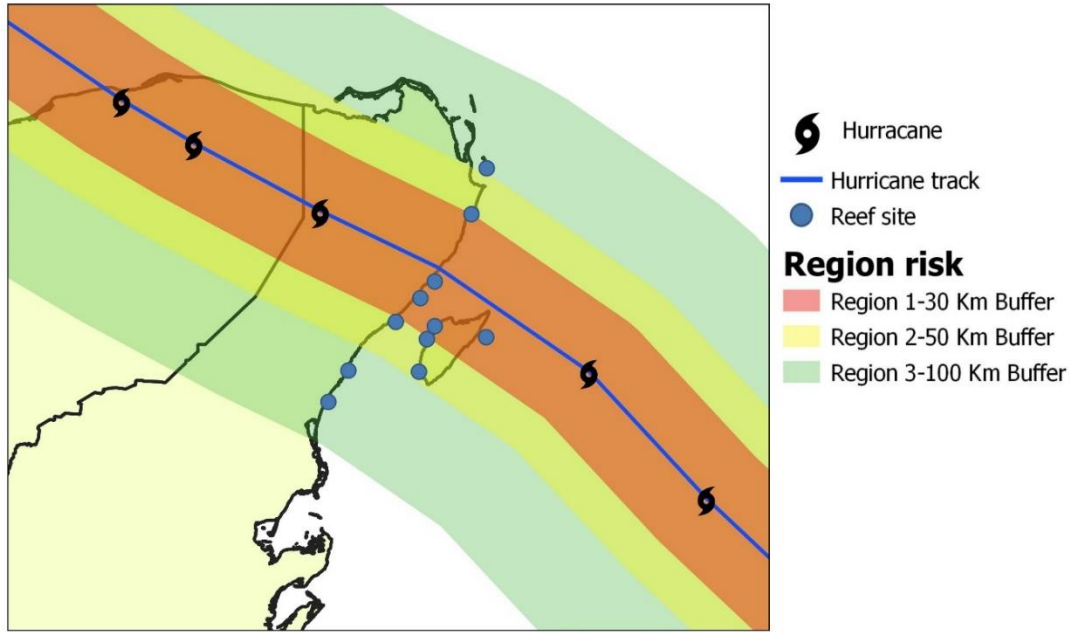 Hurracane
Hurricane track
Reef site
Region risk
Region 1-30 Km Buffer
Region 2-50 Km Buffer
Region 3-100 Km Buffer